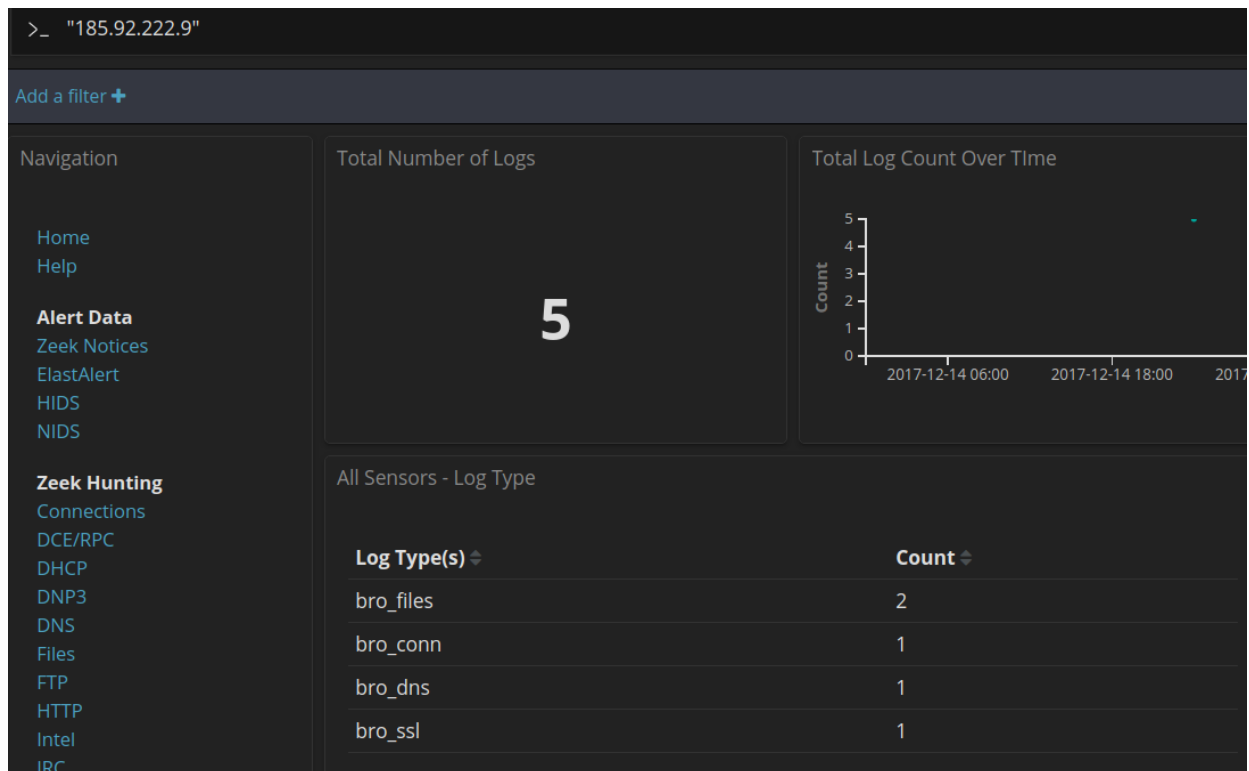 >_ "185.92.222.9"
Add a filter +
Navigation
Home
Help
Alert Data
Zeek Notices
ElastAlert
HIDS
NIDS
Zeek Hunting
Connections
DCE/RPC
DHCP
DNP3
DNS
Files
FTP
HTTP
Intel
IRC
Total Number of Logs
5
Total Log Count Over TIme
Count
5
4
3
2
1
0
2017-12-14 06:00 2017-12-14 18:00 2017
All Sensors - Log Type
Log Type(s) Count
bro_files 2
bro_conn 1
bro_dns 1
bro_ssl 1